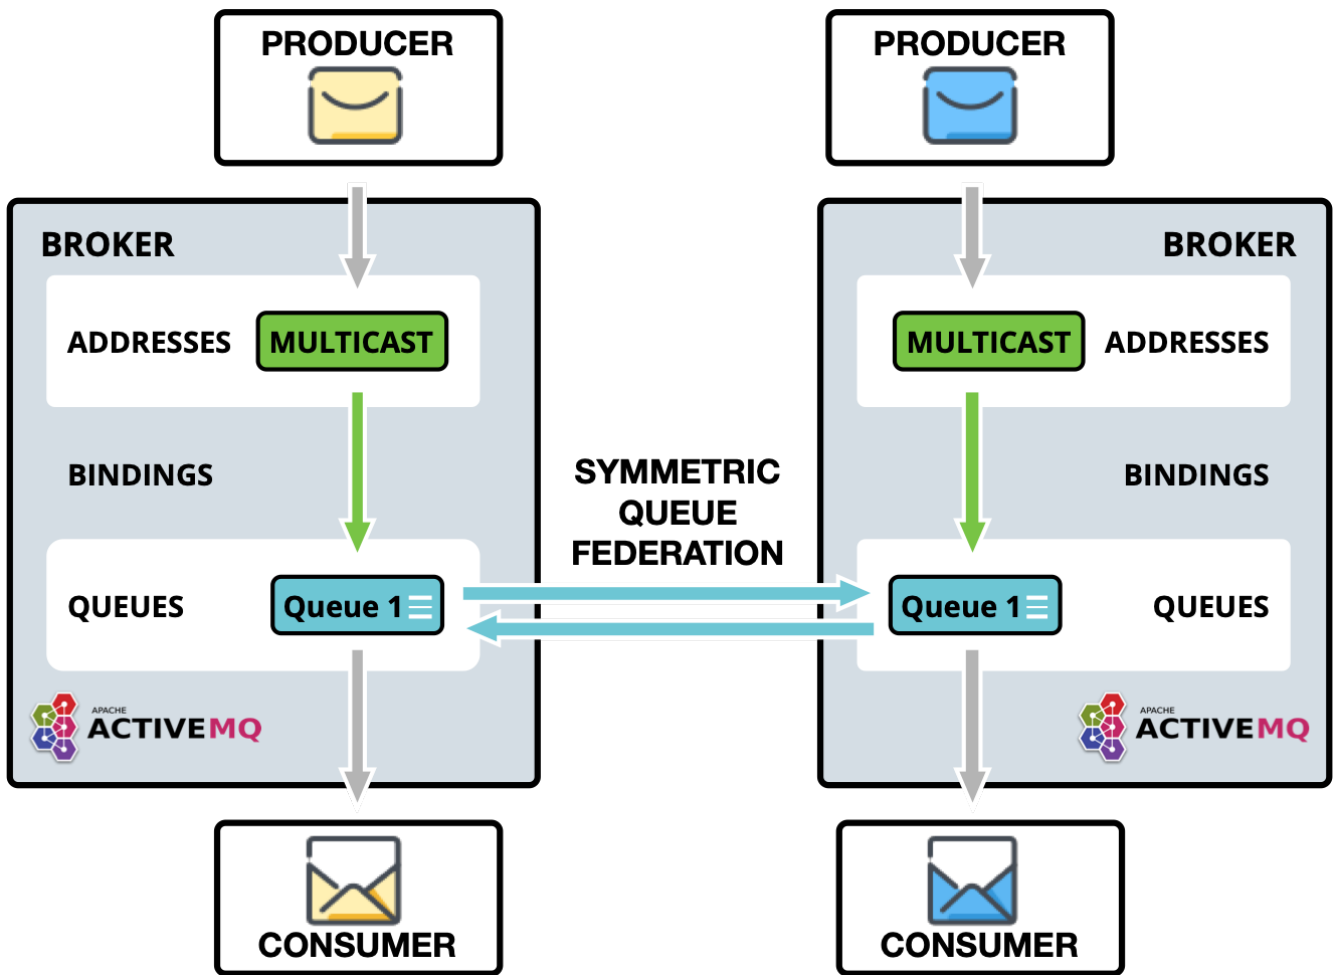 PRODUCER
PRODUCER
BROKER
BROKER
ADDRESSES
MULTICAST
MULTICAST
ADDRESSES
BINDINGS
SYMMETRIC
QUEUE
FEDERATION
BINDINGS
QUEUES
Queue 1
Queue 1
QUEUES
APACHE
ACTIVEMQ
APACHE
ACTIVEMQ
CONSUMER
CONSUMER